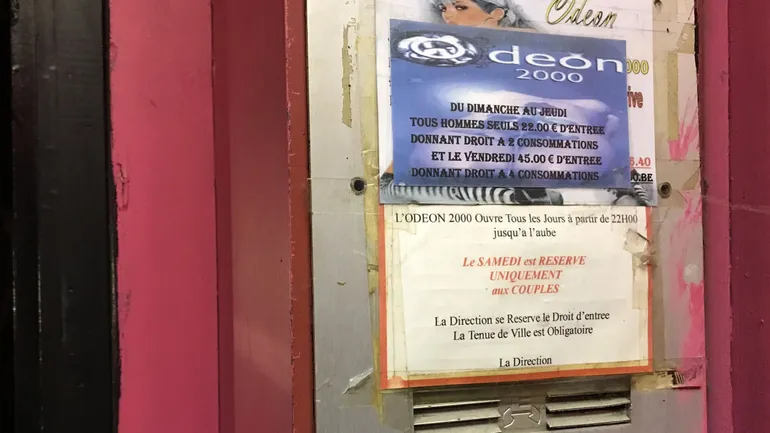 Odeon
Odeon
2000
DU DIMANCHE AU JEUDI
TOUS HOMMES SEULS 22.00 € D'ENTREE
DONNANT DROIT A 2 CONSOMMATIONS
ET LE VENDREDI 45.00 € D'ENTREE
DONNANT DROIT A 4 CONSOMMATIONS
L'ODEON 2000 Ouvre Tous les Jours à partir de 22H00
jusqu'a l'aube
Le SAMEDI est RESERVE
UNIQUEMENT
aux COUPLES
La Direction se Reserve le Droit d'entree
La Tenue de Ville est Obligatoire
La Direction